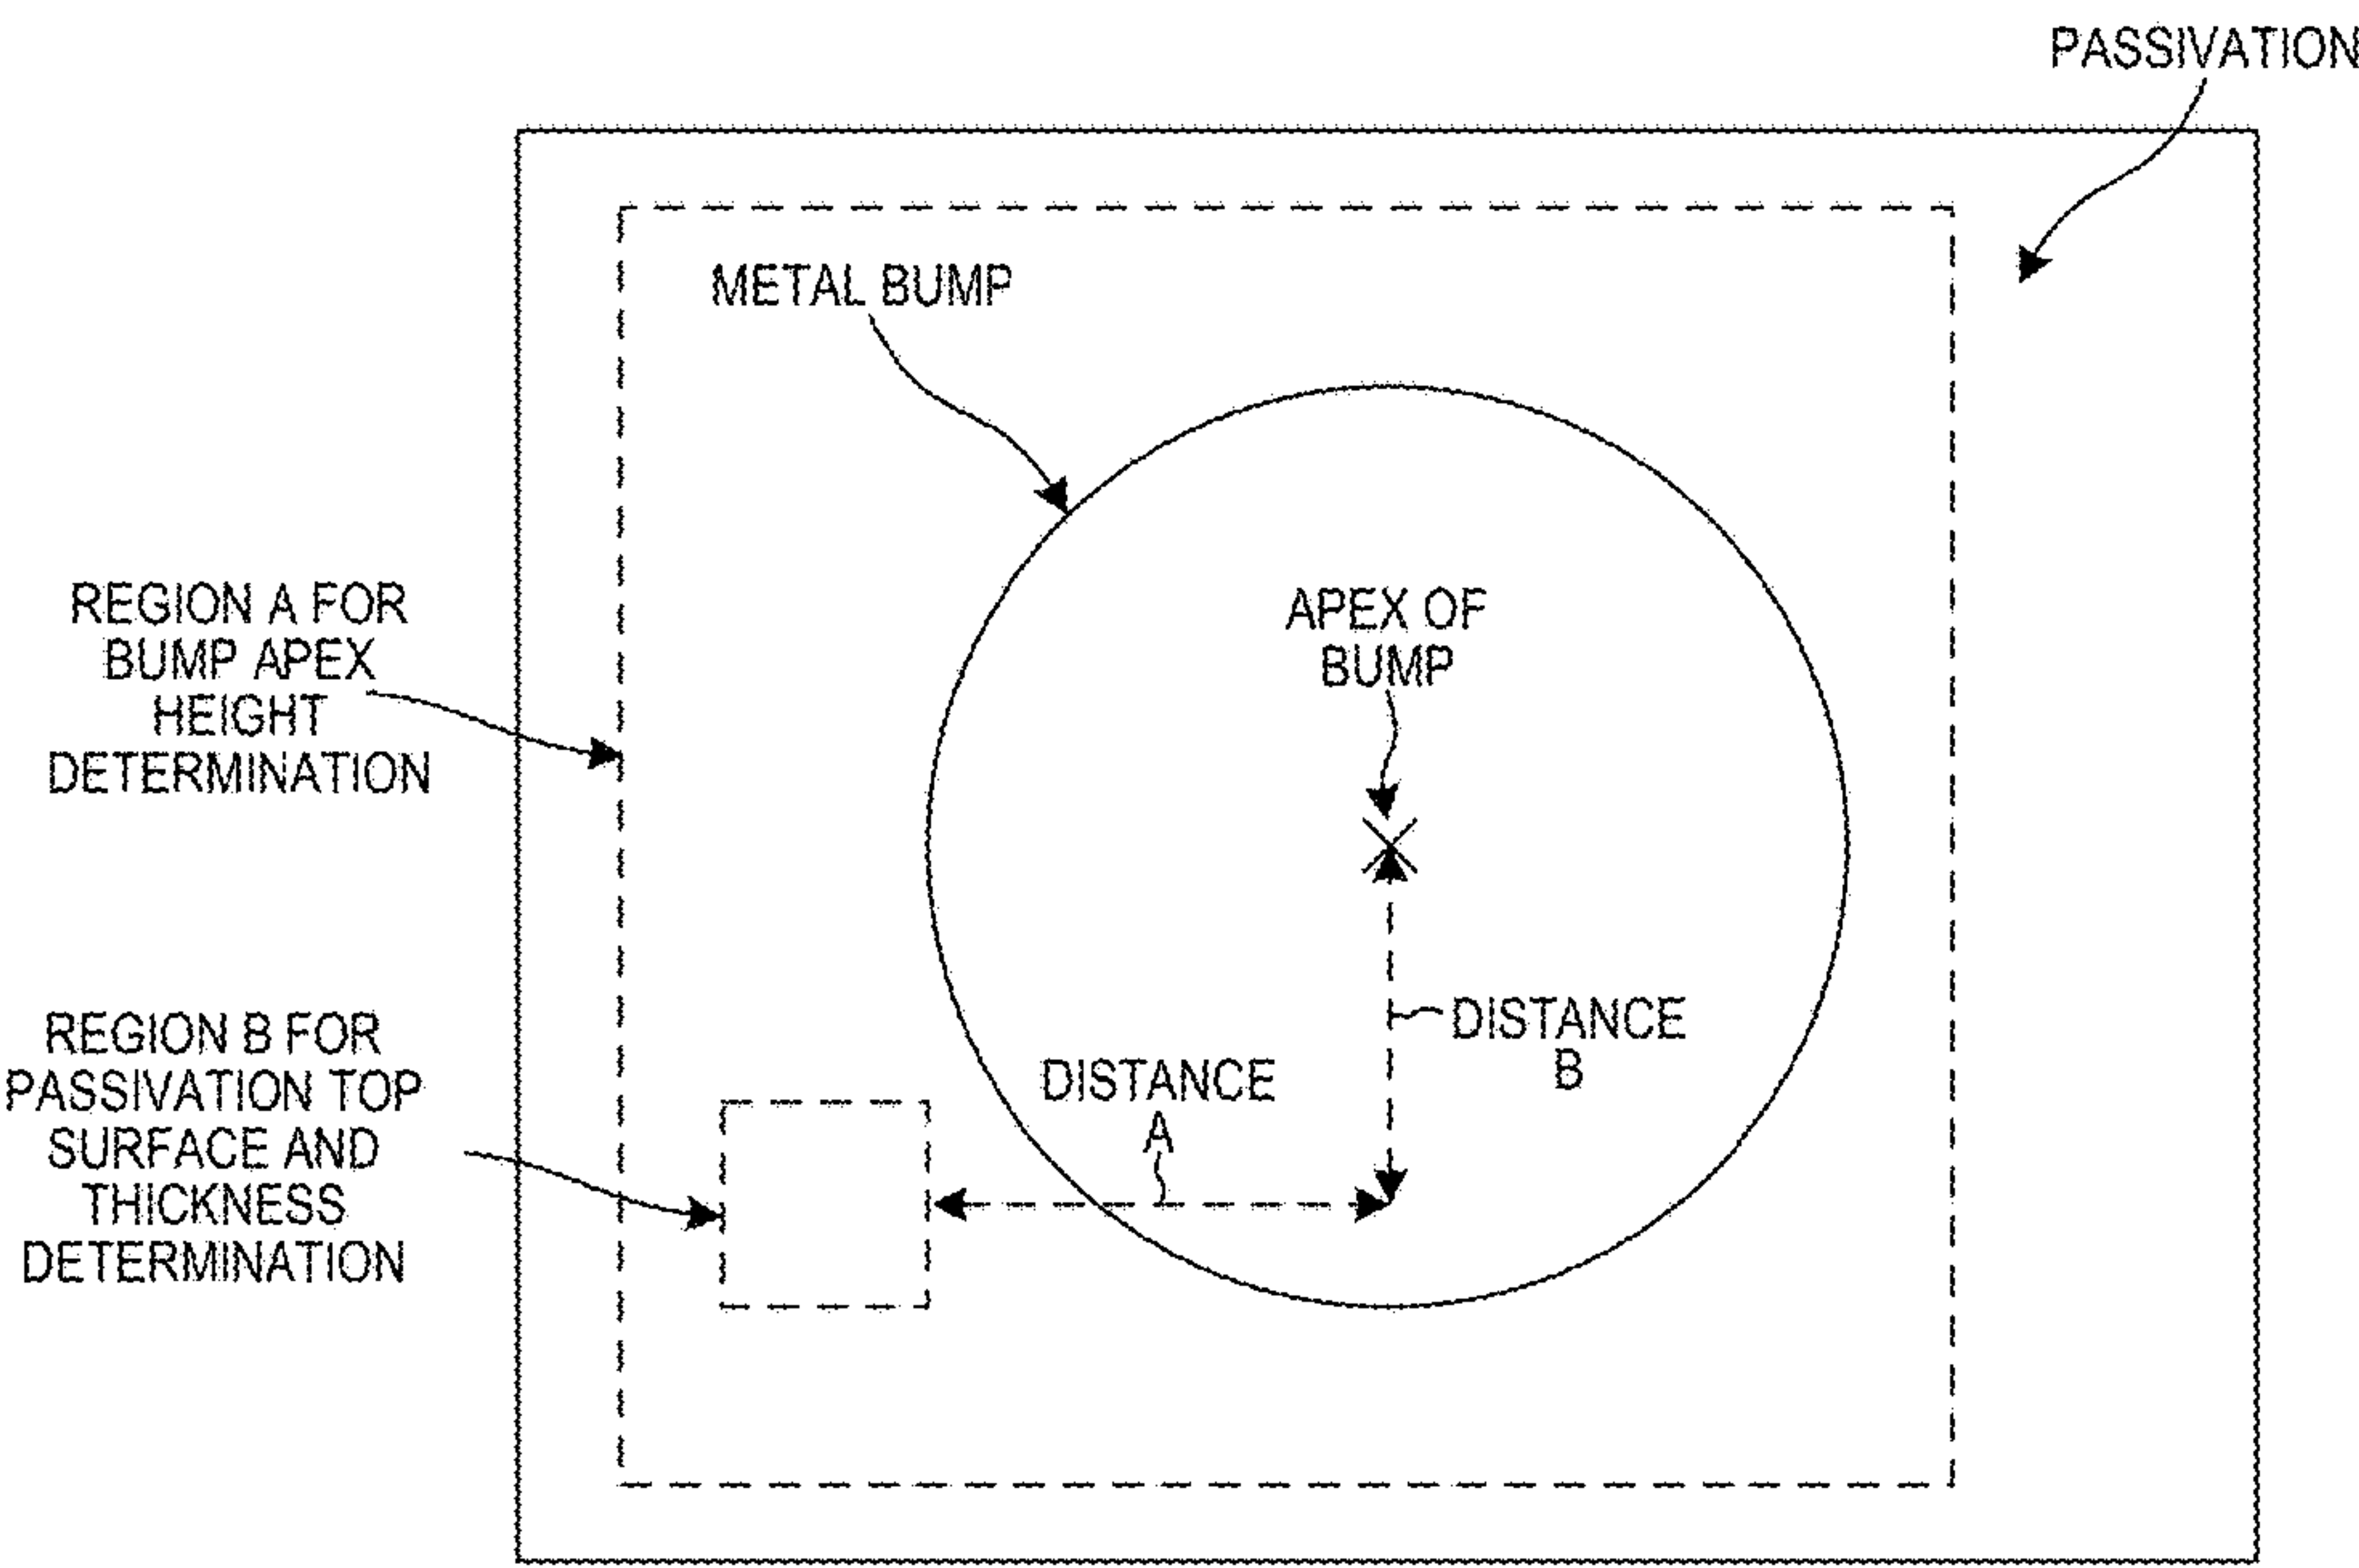 PASSIVATION
METAL BUMP
REGION A FOR
BUMP APEX
HEIGHT
DETERMINATION
APEX OF
BUMP
REGION B FOR
PASSIVATION TOP
SURFACE AND
THICKNESS
DETERMINATION
DISTANCE
A
DISTANCE
B